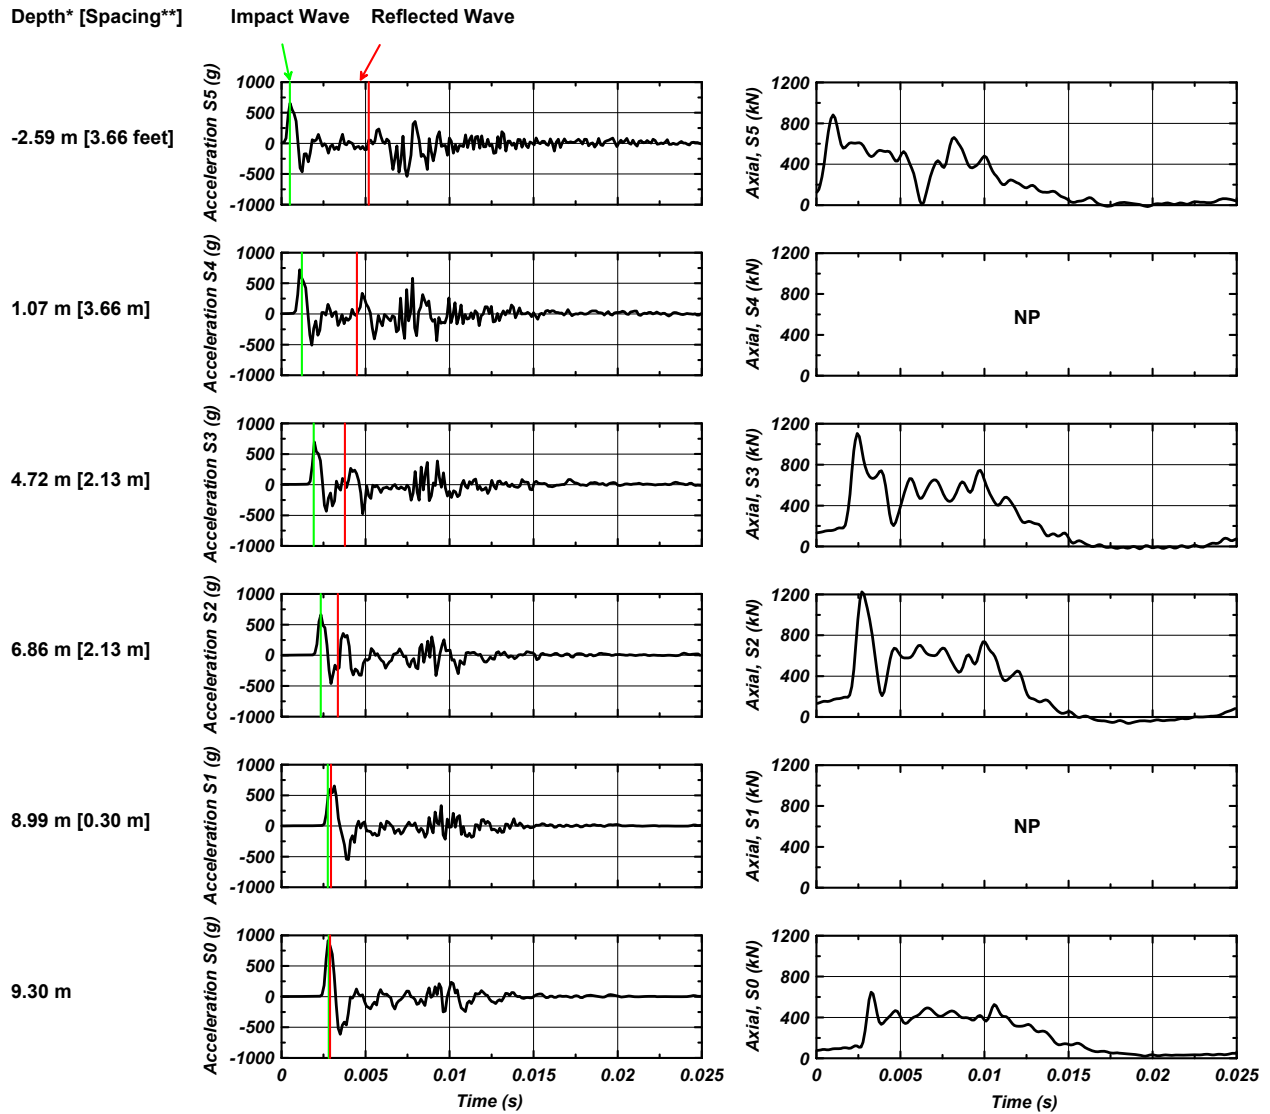 Depth* [Spacing**] Impact Wave Reflected Wave
-2.59 m [3.66 feet]
Acceleration S5 (g)
1000
500
0
-500
-1000
Axial, S5 (kN)
1200
800
400
0
1.07 m [3.66 m]
Acceleration S4 (g)
1000
500
0
-500
-1000
Axial, S4 (kN)
1200
800
400
0
NP
4.72 m [2.13 m]
Acceleration S3 (g)
1000
500
0
-500
-1000
Axial, S3 (kN)
1200
800
400
0
6.86 m [2.13 m]
Acceleration S2 (g)
1000
500
0
-500
-1000
Axial, S2 (kN)
1200
800
400
0
8.99 m [0.30 m]
Acceleration S1 (g)
1000
500
0
-500
-1000
Axial, S1 (kN)
1200
800
400
0
NP
9.30 m
Acceleration S0 (g)
1000
500
0
-500
-1000
0 0.005 0.01 0.015 0.02 0.025
Time (s)
Axial, S0 (kN)
1200
800
400
0
0 0.005 0.01 0.015 0.02 0.025
Time (s)